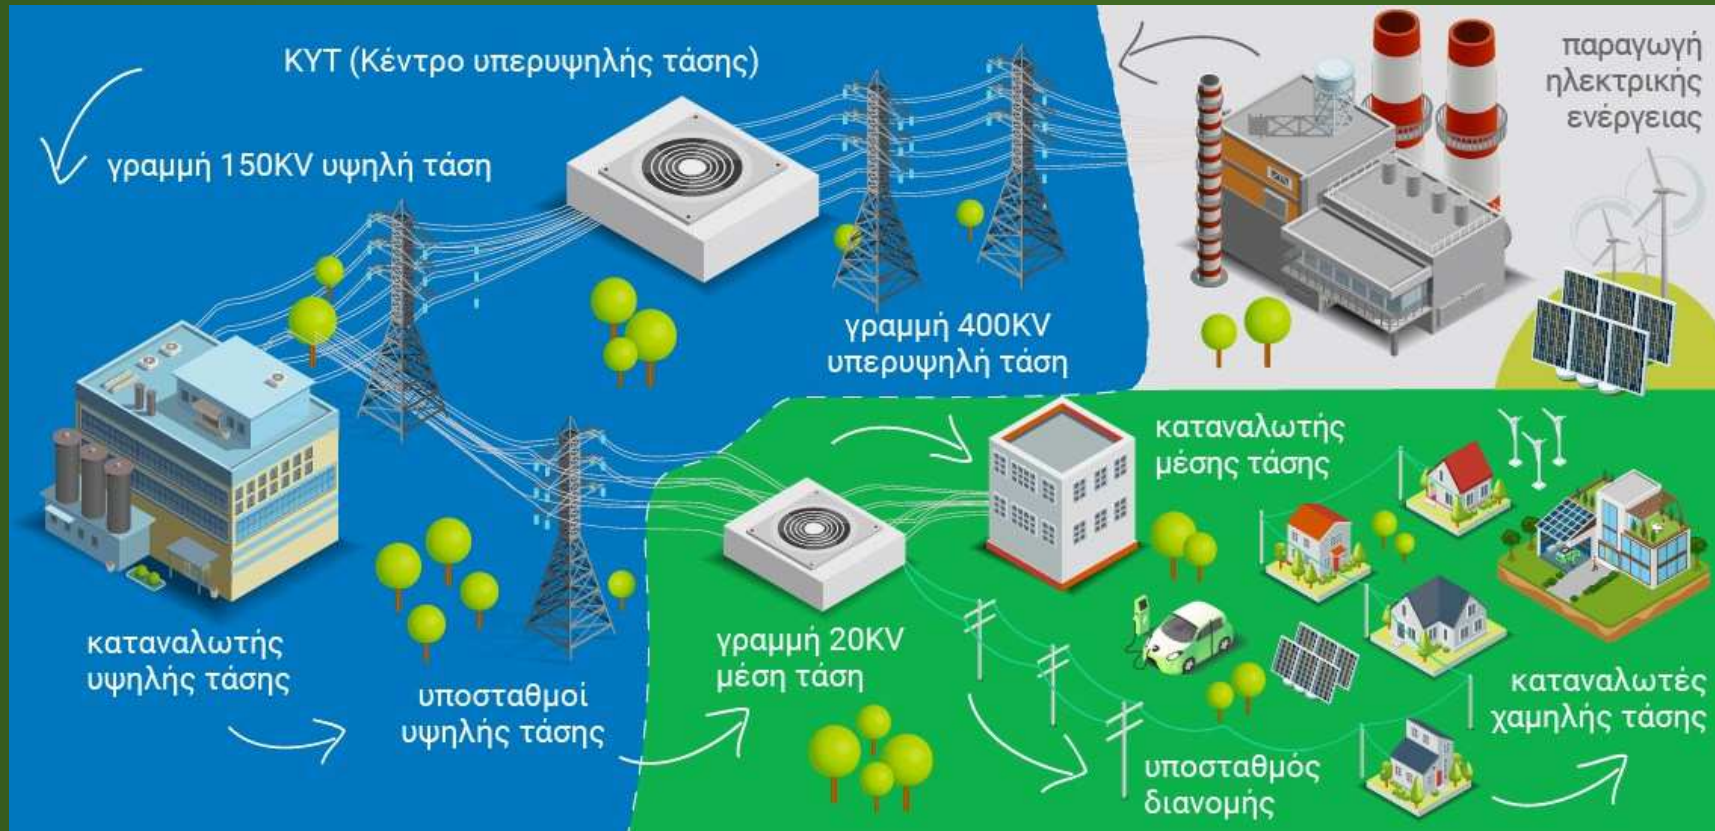 παραγωγή
ηλεκτρικής
ενέργειας
ΚΥΤ (Κέντρο υπερυψηλής τάσης)
γραμμή 150KV υψηλή τάση
γραμμή 400KV
υπερυψηλή τάση
καταναλωτής
υψηλής τάσης
υποσταθμοί
υψηλής τάσης
γραμμή 20KV
μέση τάση
καταναλωτής
μέσης τάσης
υποσταθμός
διανομής
καταναλωτές
χαμηλής τάσης